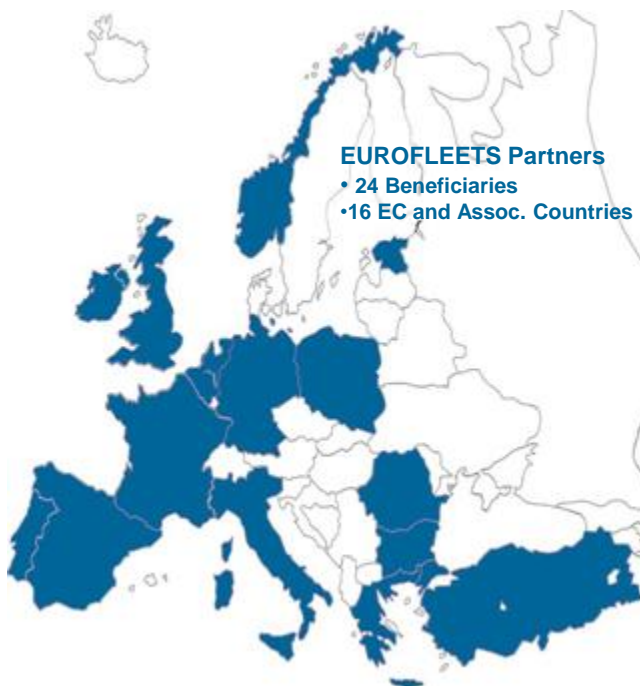 EUROFLEETS Partners
• 24 Beneficiaries
•16 EC and Assoc. Countries